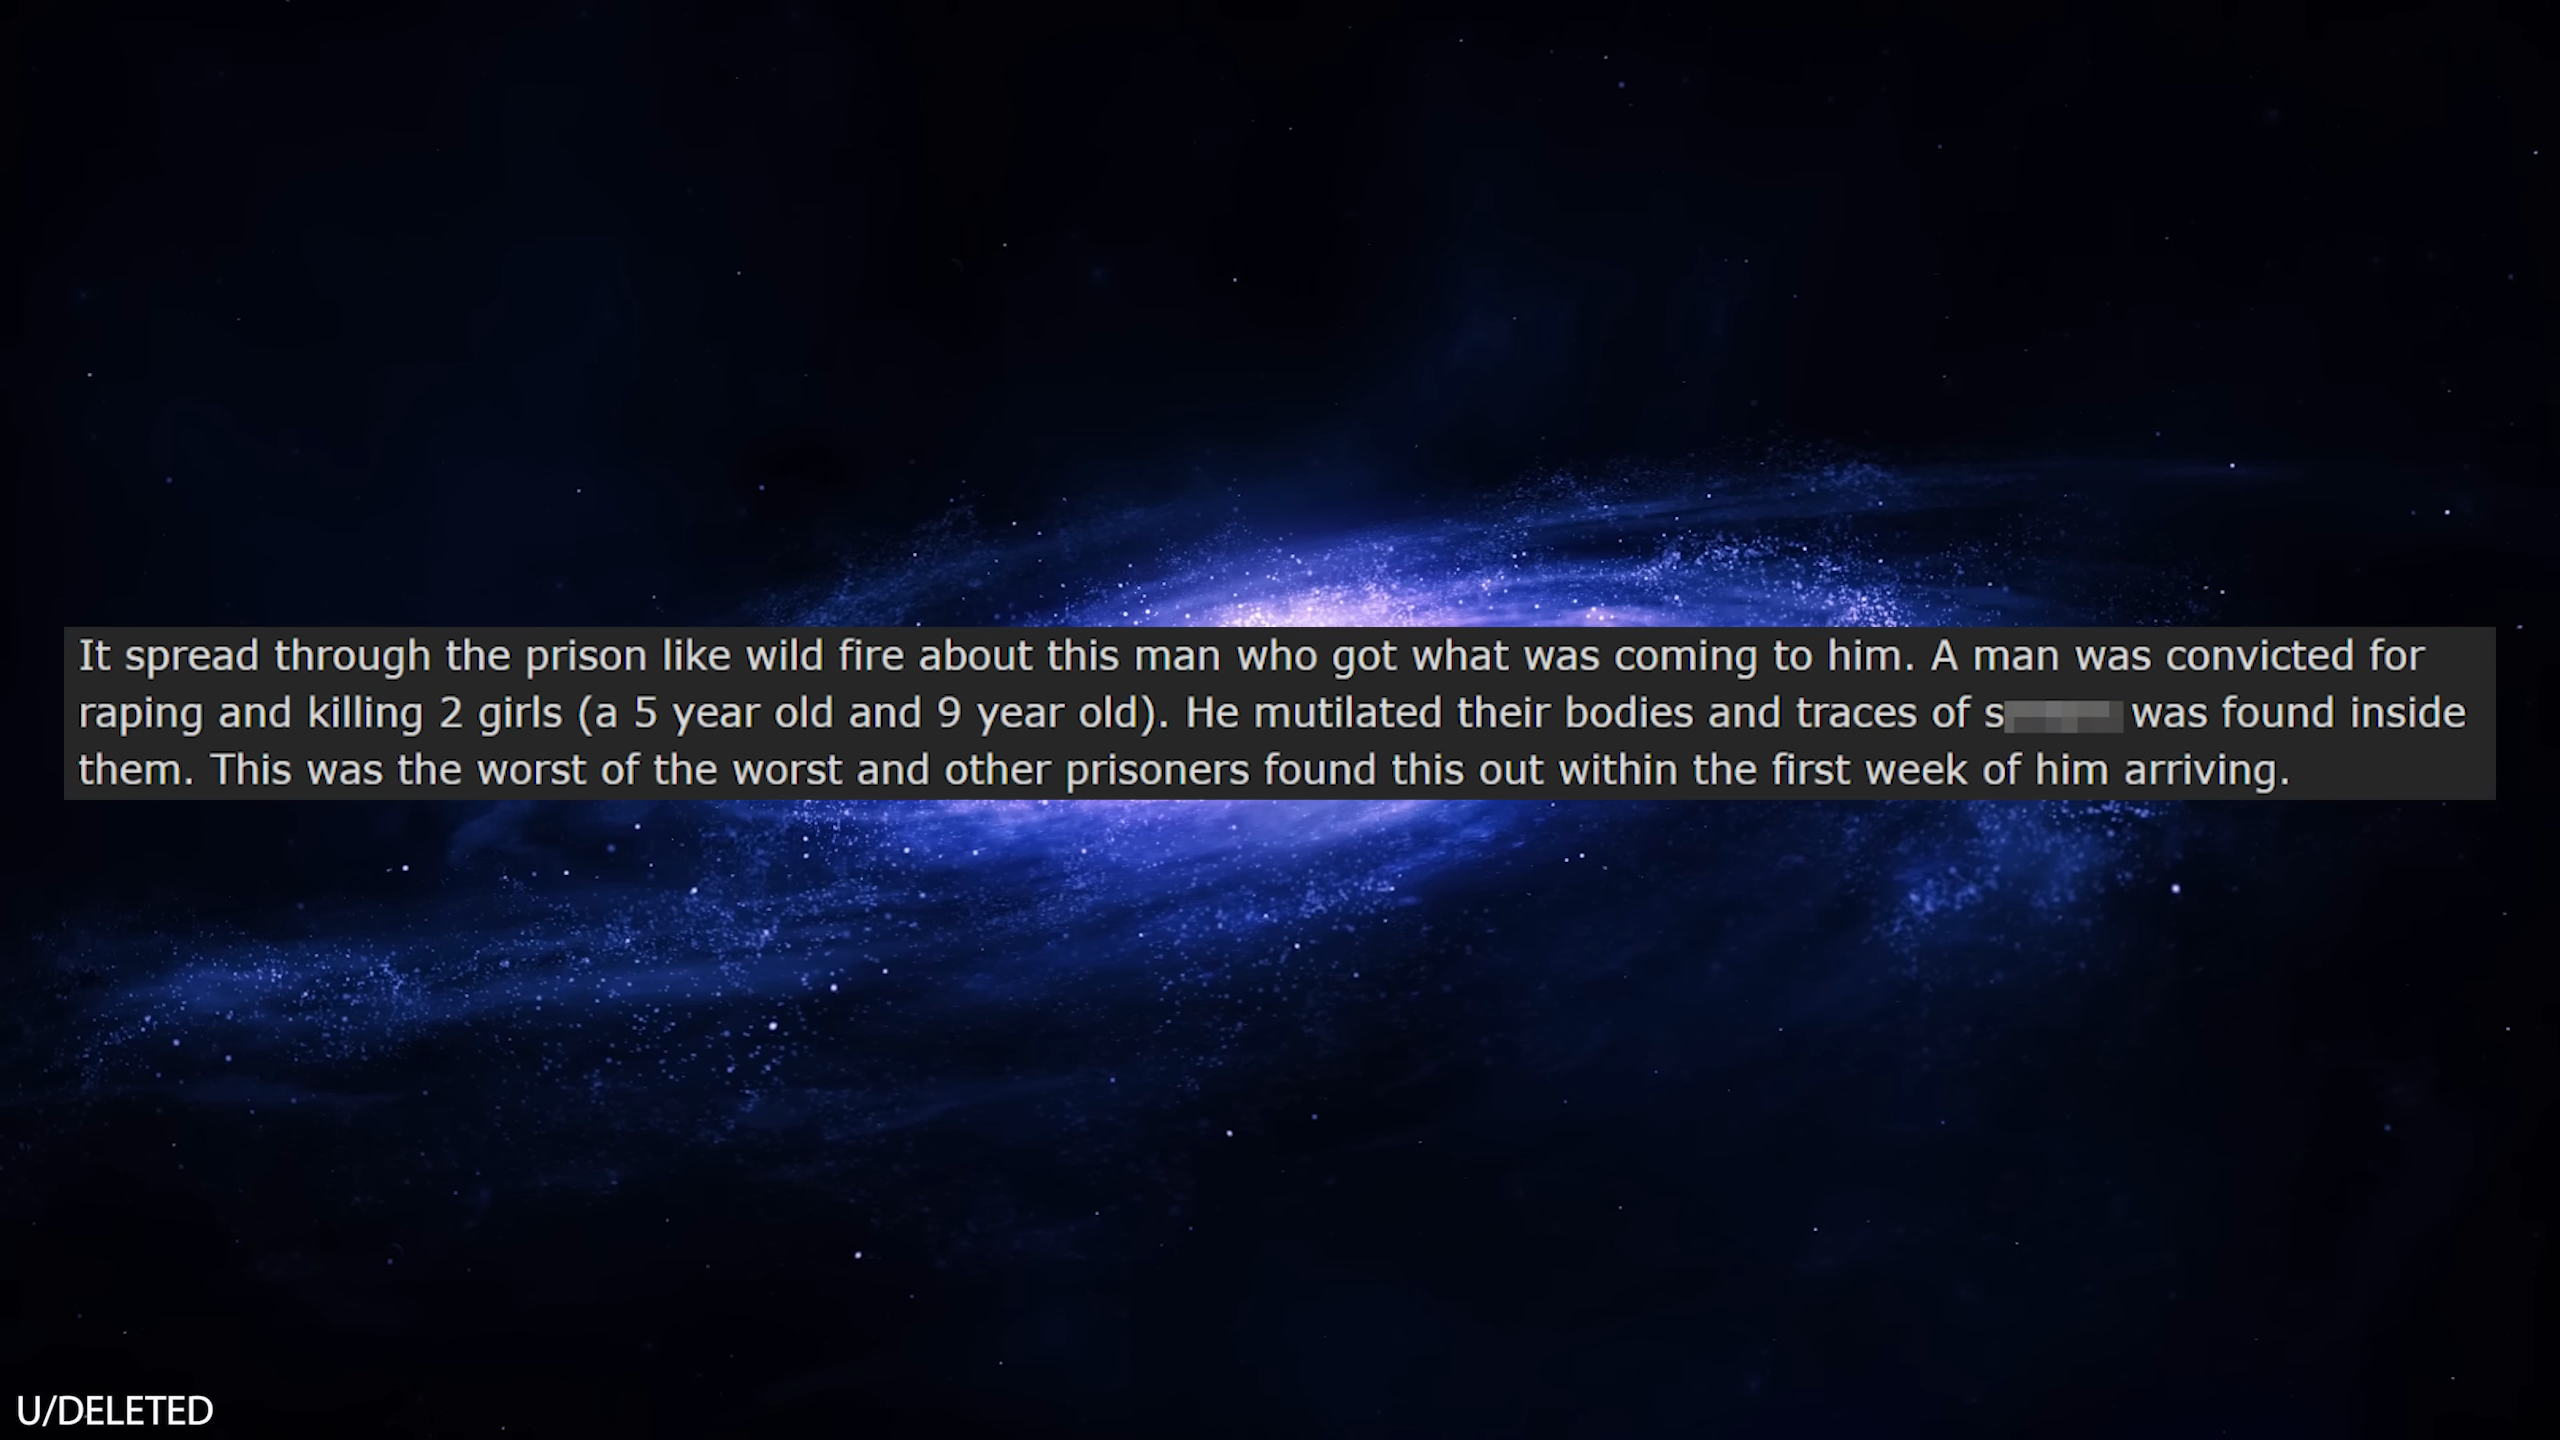 It spread through the prison like wild fire about this man who got what was coming to him. A man was convicted for
raping and killing 2 girls (a 5 year old and 9 year old). He mutilated their bodies and traces of s was found inside
them. This was the worst of the worst and other prisoners found this out within the first week of him arriving.
U/DELETED